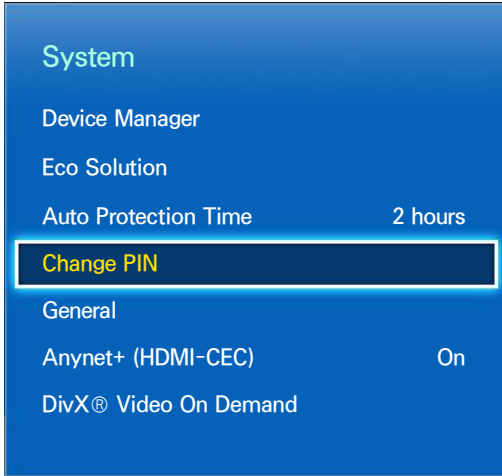 System
Device Manager
Eco Solution
Auto Protection Time 2 hours
Change PIN
General
Anynet+ (HDMI-CEC) On
DivX® Video On Demand